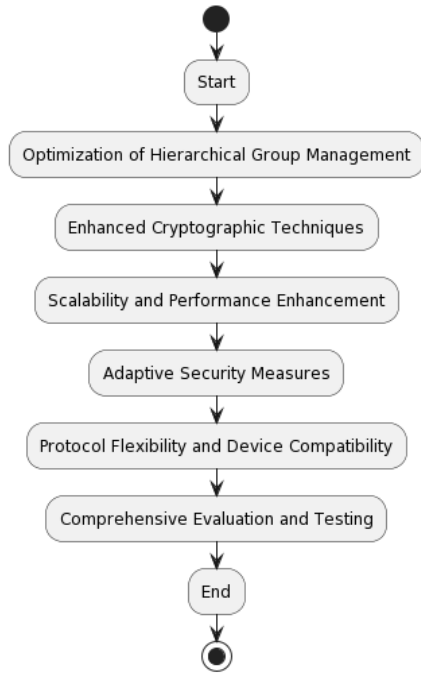 Start
Optimization of Hierarchical Group Management
Enhanced Cryptographic Techniques
Scalability and Performance Enhancement
Adaptive Security Measures
Protocol Flexibility and Device Compatibility
Comprehensive Evaluation and Testing
End